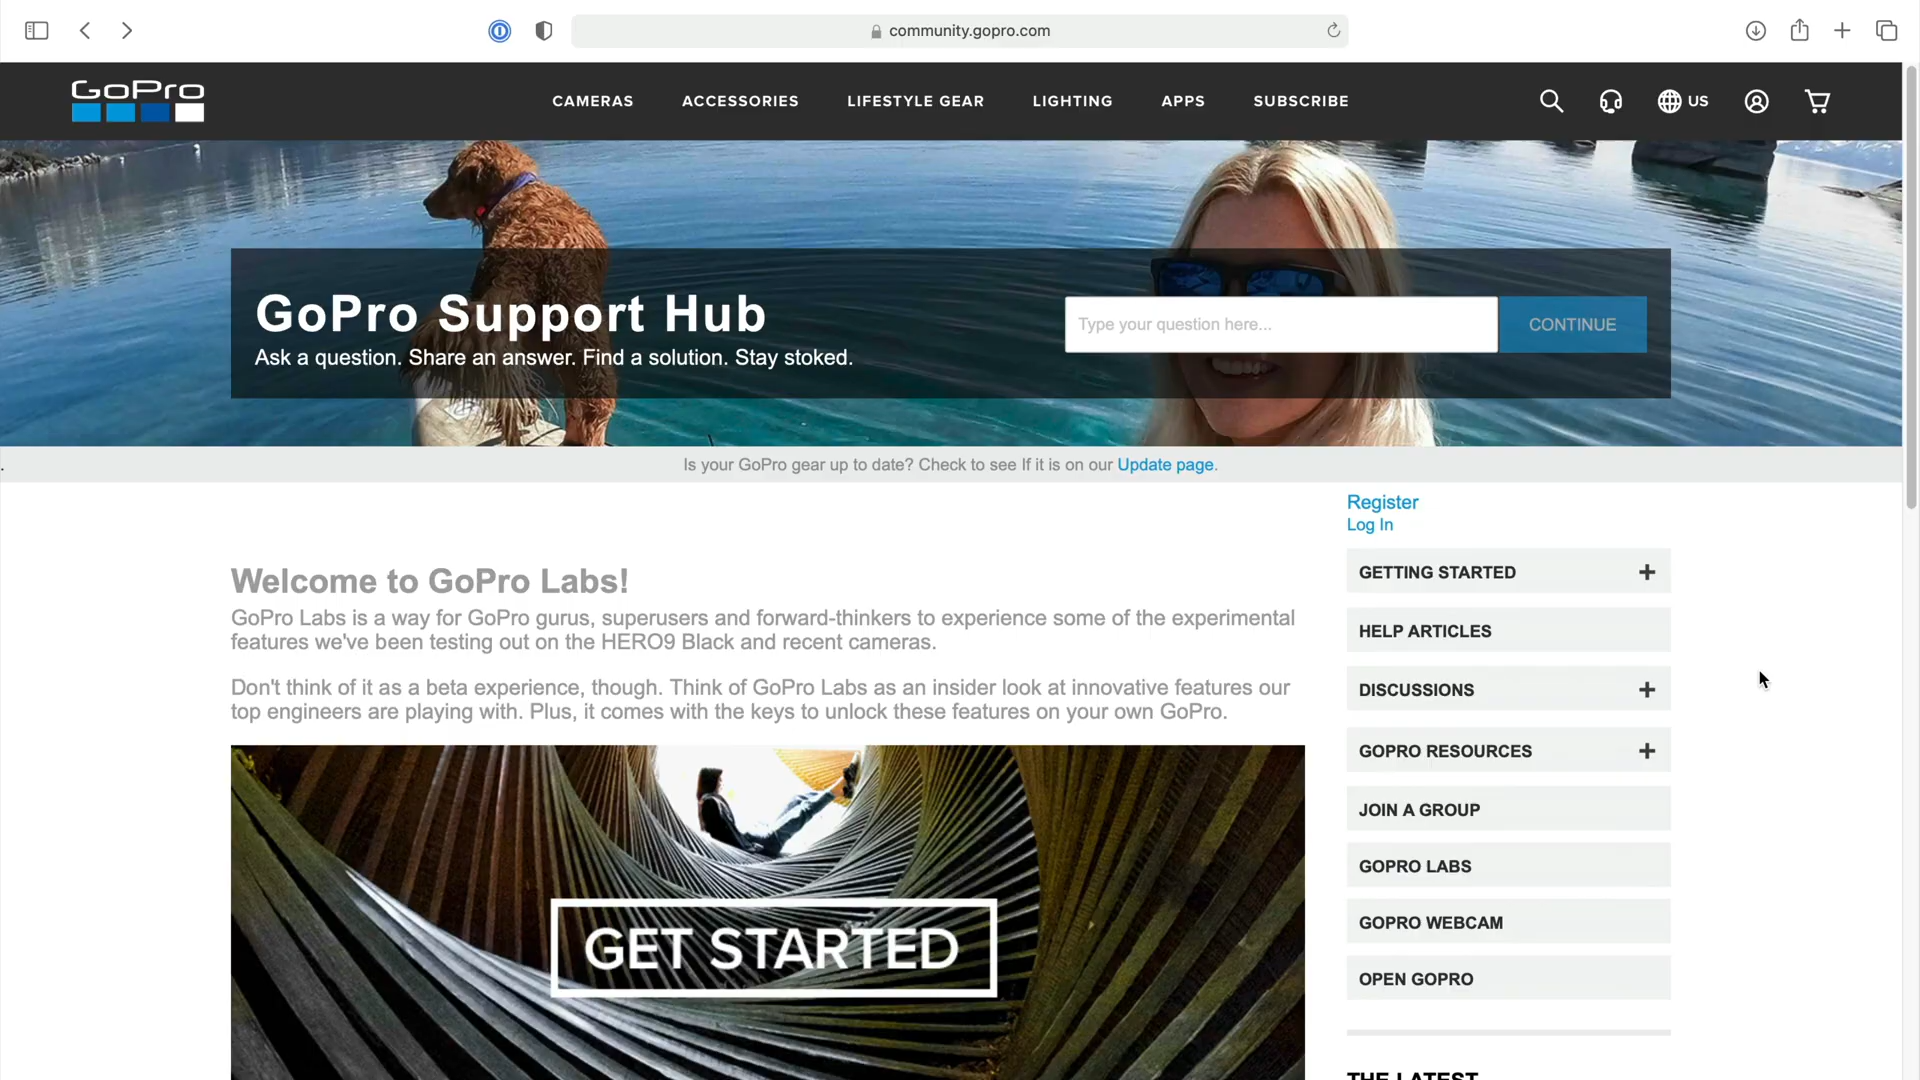 community.gopro.com
GoPro
CAMERAS
ACCESSORIES
LIFESTYLE GEAR
LIGHTING
APPS
SUBSCRIBE
US
GoPro Support Hub
Ask a question. Share an answer. Find a solution. Stay stoked.
Type your question here...
CONTINUE
.
Is your GoPro gear up to date? Check to see If it is on our Update page.
Register
Log In
Welcome to GoPro Labs!
GoPro Labs is a way for GoPro gurus, superusers and forward-thinkers to experience some of the experimental
features we've been testing out on the HERO9 Black and recent cameras.
Don't think of it as a beta experience, though. Think of GoPro Labs as an insider look at innovative features our
top engineers are playing with. Plus, it comes with the keys to unlock these features on your own GoPro.
GET STARTED
GETTING STARTED +
HELP ARTICLES
DISCUSSIONS +
GOPRO RESOURCES +
JOIN A GROUP
GOPRO LABS
GOPRO WEBCAM
OPEN GOPRO
THE LATEST